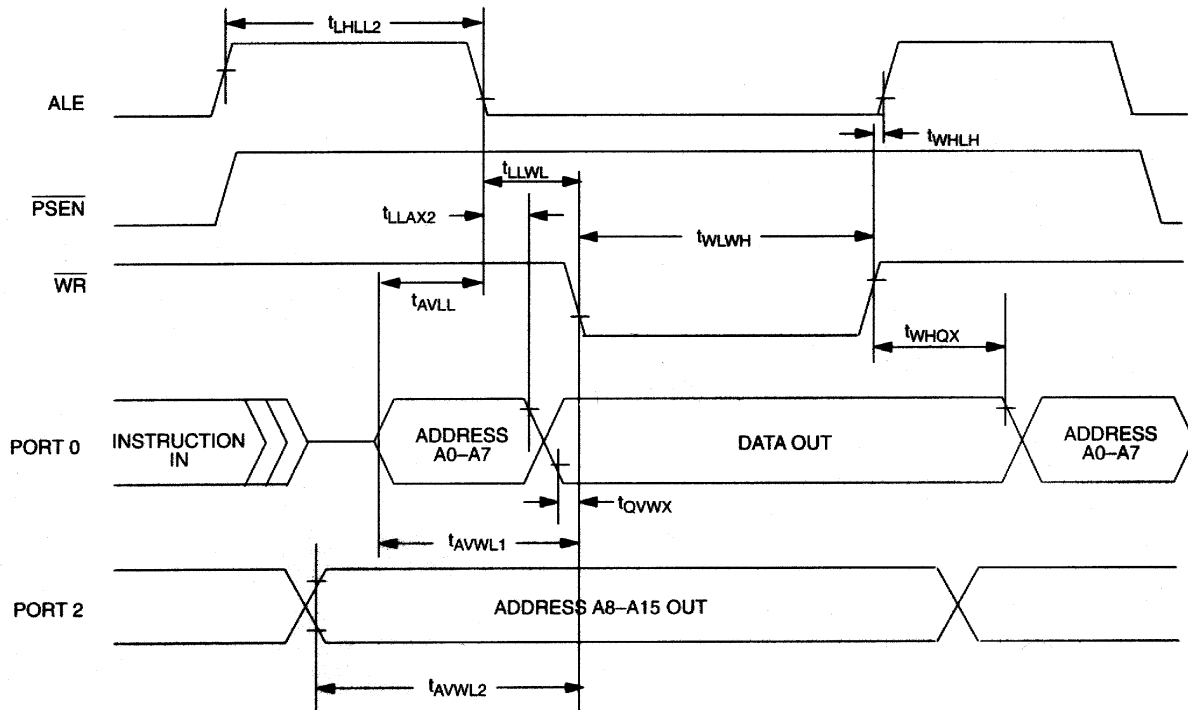 tLHLL2
ALE
tWHLH
tLLWL
PSEN
tLLAX2
tWLWH
WR
tAVLL
tWHQX
PORT 0
INSTRUCTION
IN
ADDRESS
A0–A7
DATA OUT
ADDRESS
A0–A7
tQVWX
tAVWL1
PORT 2
ADDRESS A8–A15 OUT
tAVWL2